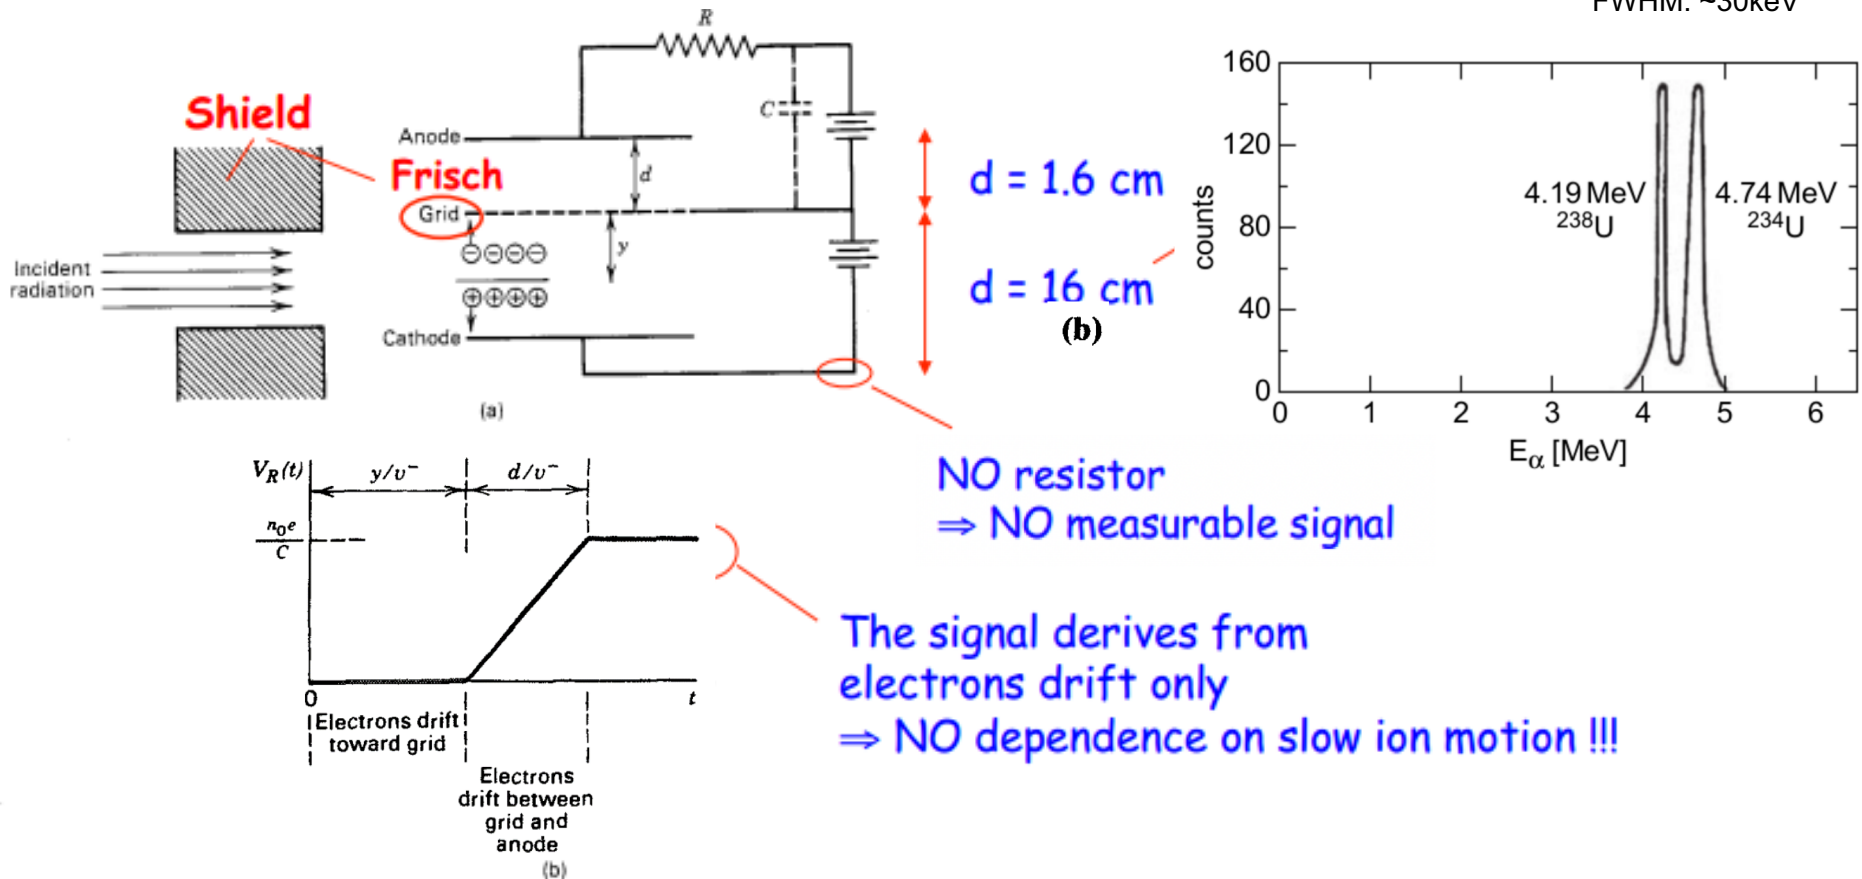 FWHM: ~30keV
R
Shield
C
Anode
d
Frisch
Grid
y
Incident
radiation
Cathode
(a)
d = 1.6 cm
d = 16 cm
(b)
160
120
80
40
0
counts
4.19 MeV
238U
4.74 MeV
234U
0 1 2 3 4 5 6
Eα [MeV]
NO resistor
⇒ NO measurable signal
VR(t)
y/v⁻
d/v⁻
n₀e
C
0
t
Electrons drift
toward grid
Electrons
drift between
grid and
anode
(b)
The signal derives from
electrons drift only
⇒ NO dependence on slow ion motion !!!